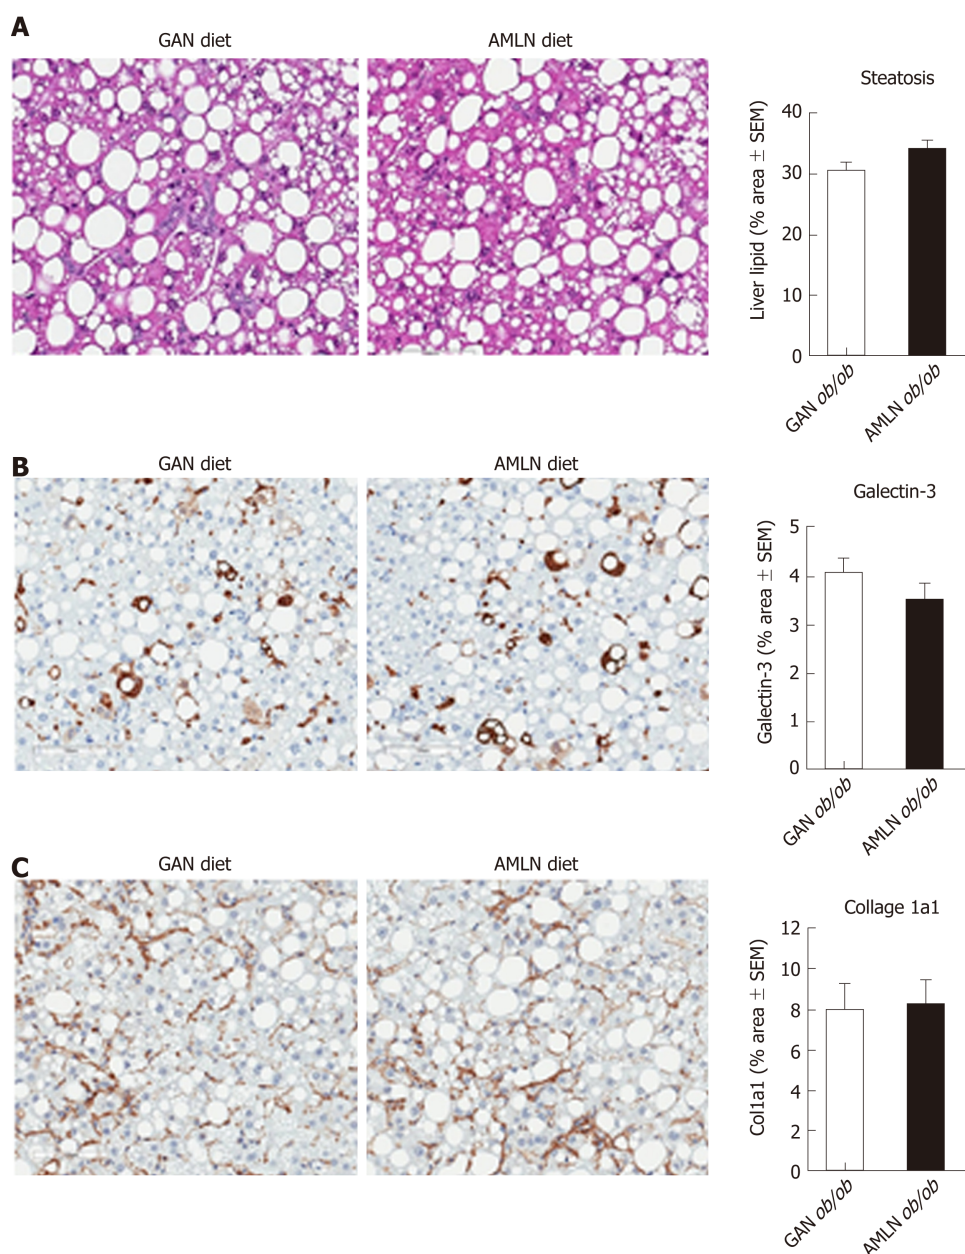 A
GAN diet
AMLN diet
Steatosis
Liver lipid (% area ± SEM)
40
30
20
10
0
GAN ob/ob
AMLN ob/ob
B
GAN diet
AMLN diet
Galectin-3
Galectin-3 (% area ± SEM)
5
4
3
2
1
0
GAN ob/ob
AMLN ob/ob
C
GAN diet
AMLN diet
Collage 1a1
Col1a1 (% area ± SEM)
12
10
8
6
4
2
0
GAN ob/ob
AMLN ob/ob